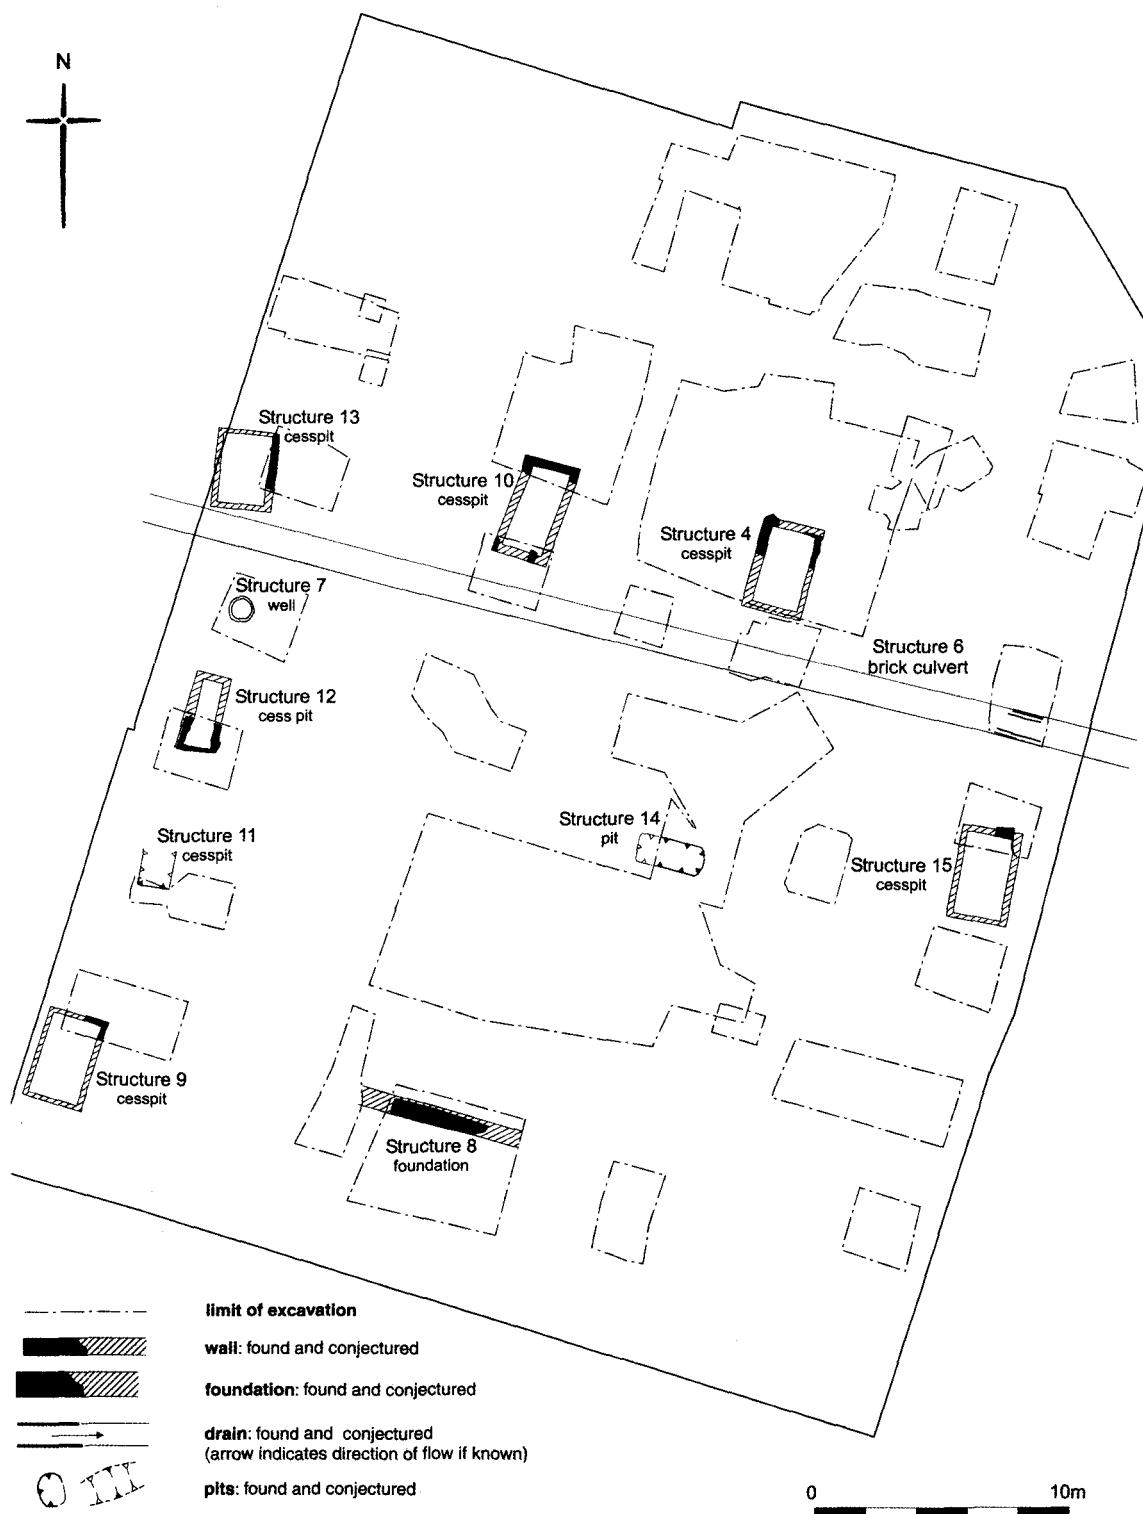 N
Structure 13
cesspit
Structure 10
cesspit
Structure 4
cesspit
Structure 7
well
Structure 6
brick culvert
Structure 12
cess pit
Structure 14
pit
Structure 11
cesspit
Structure 15
cesspit
Structure 9
cesspit
Structure 8
foundation
limit of excavation
wall: found and conjectured
foundation: found and conjectured
drain: found and conjectured
(arrow indicates direction of flow if known)
pits: found and conjectured
0 10m